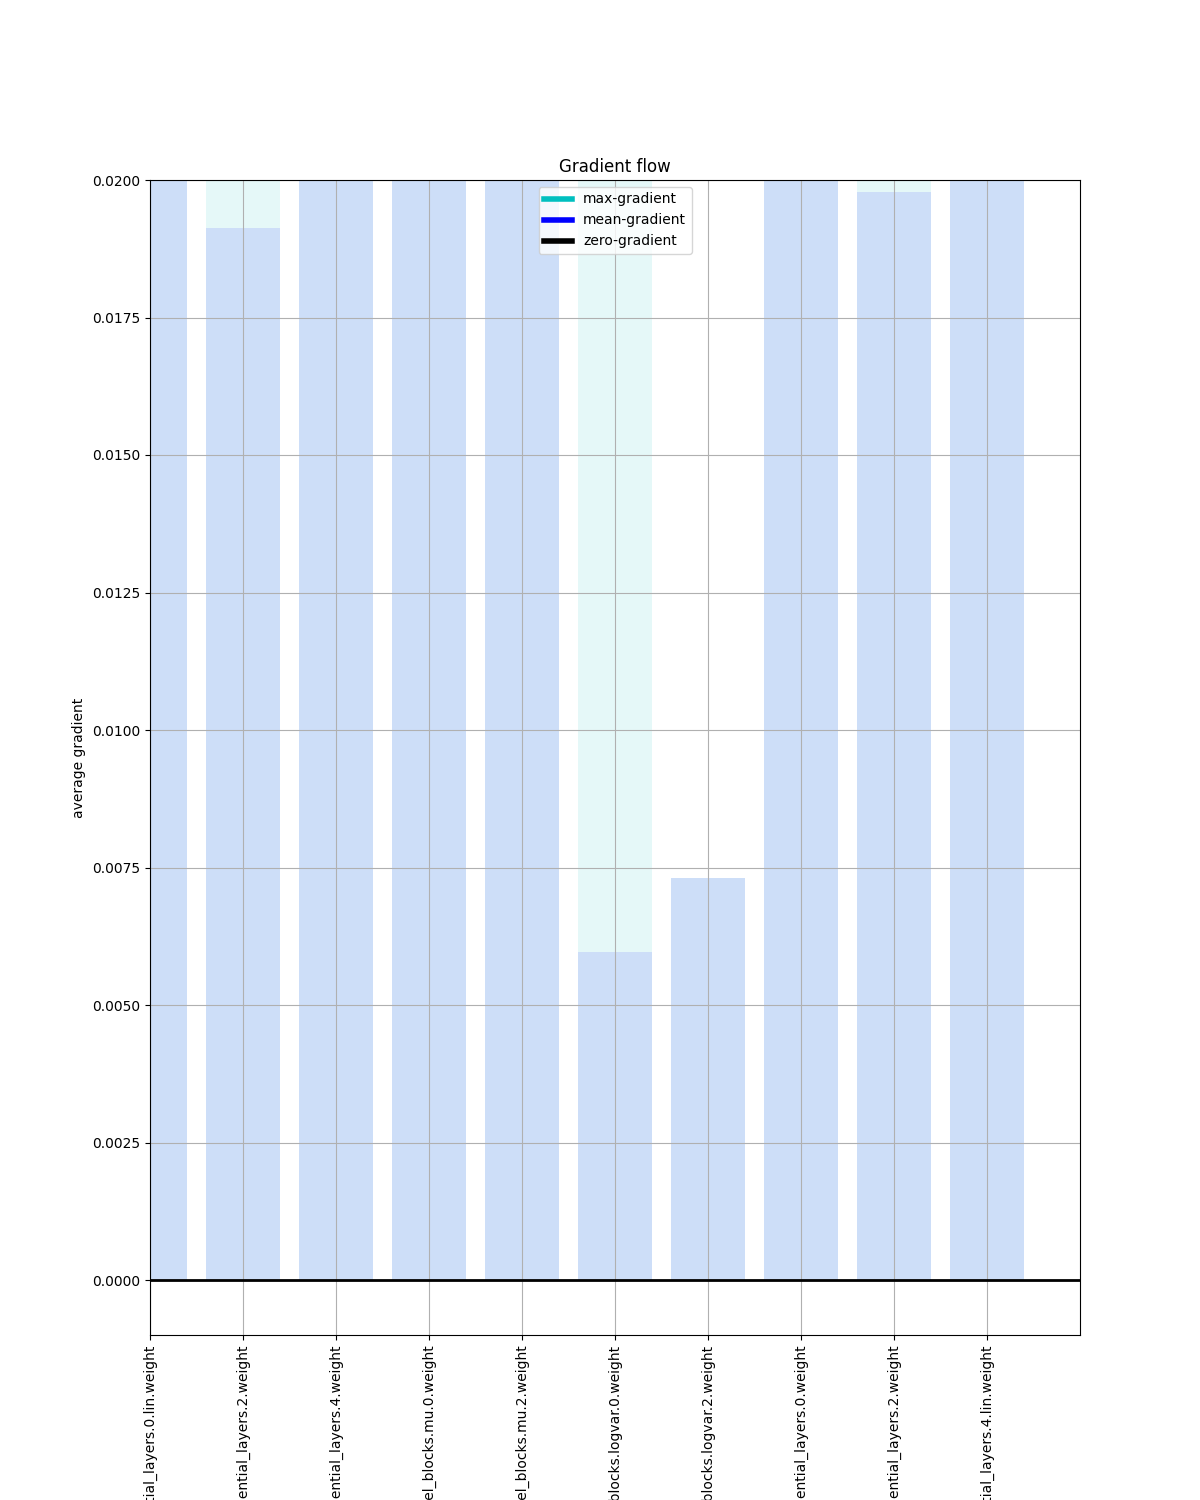 Gradient flow
max-gradient
mean-gradient
zero-gradient
0.0200
0.0175
0.0150
0.0125
0.0100
0.0075
0.0050
0.0025
0.0000
average gradient
tial_layers.0.lin.weight
ential_layers.2.weight
ential_layers.4.weight
el_blocks.mu.0.weight
el_blocks.mu.2.weight
blocks.logvar.0.weight
blocks.logvar.2.weight
ential_layers.0.weight
ential_layers.2.weight
tial_layers.4.lin.weight